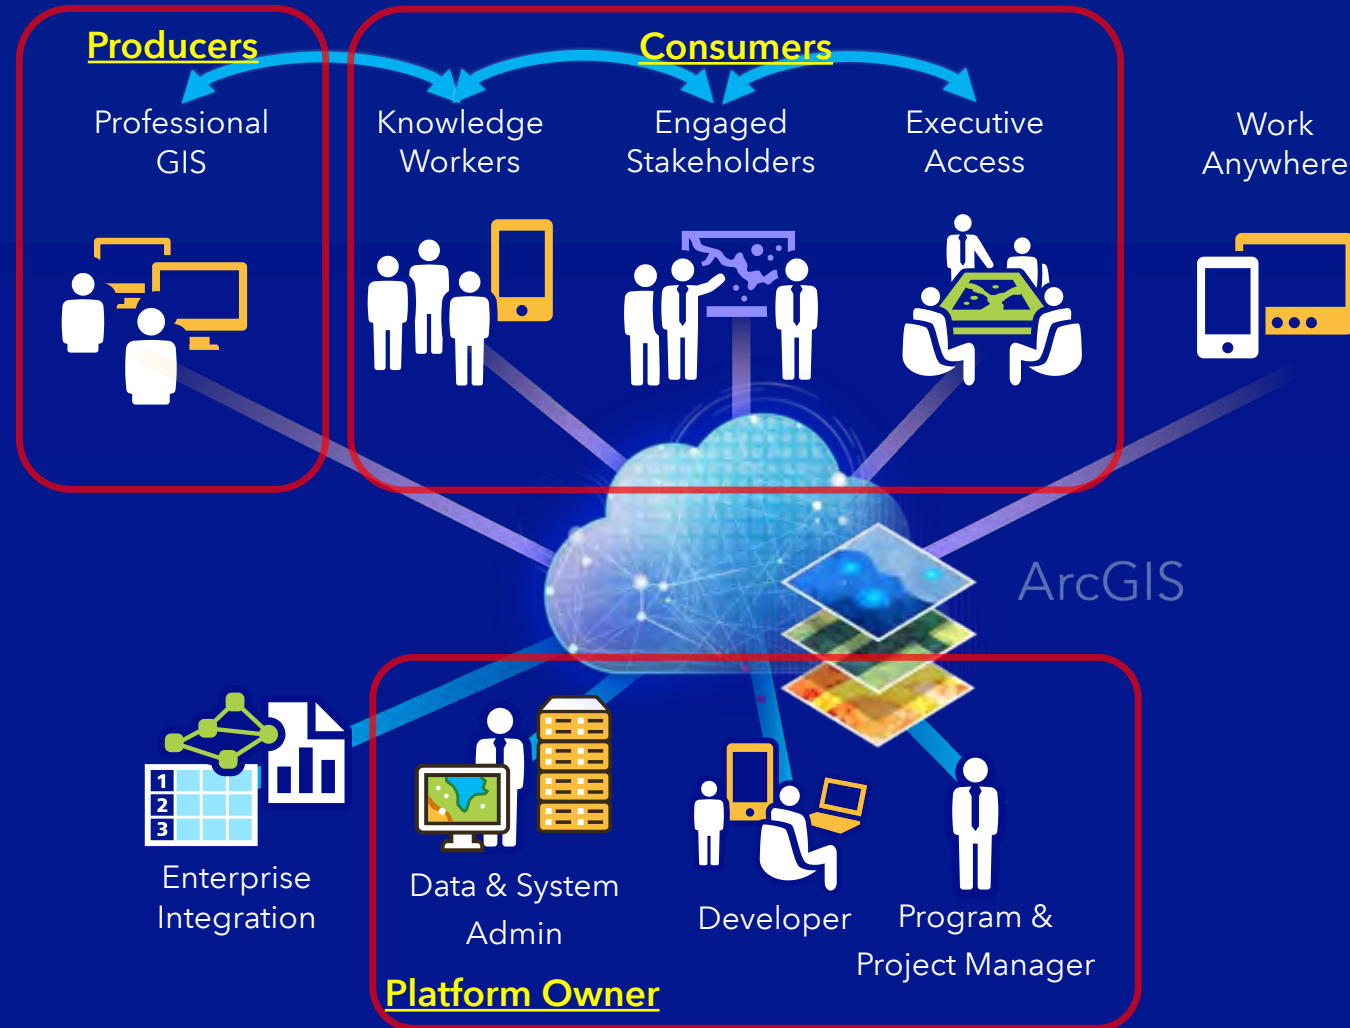 Producers
Consumers
Professional
GIS
Knowledge
Workers
Engaged
Stakeholders
Executive
Access
Work
Anywhere
ArcGIS
1
2
3
Enterprise
Integration
Data & System
Admin
Developer
Program &
Project Manager
Platform Owner